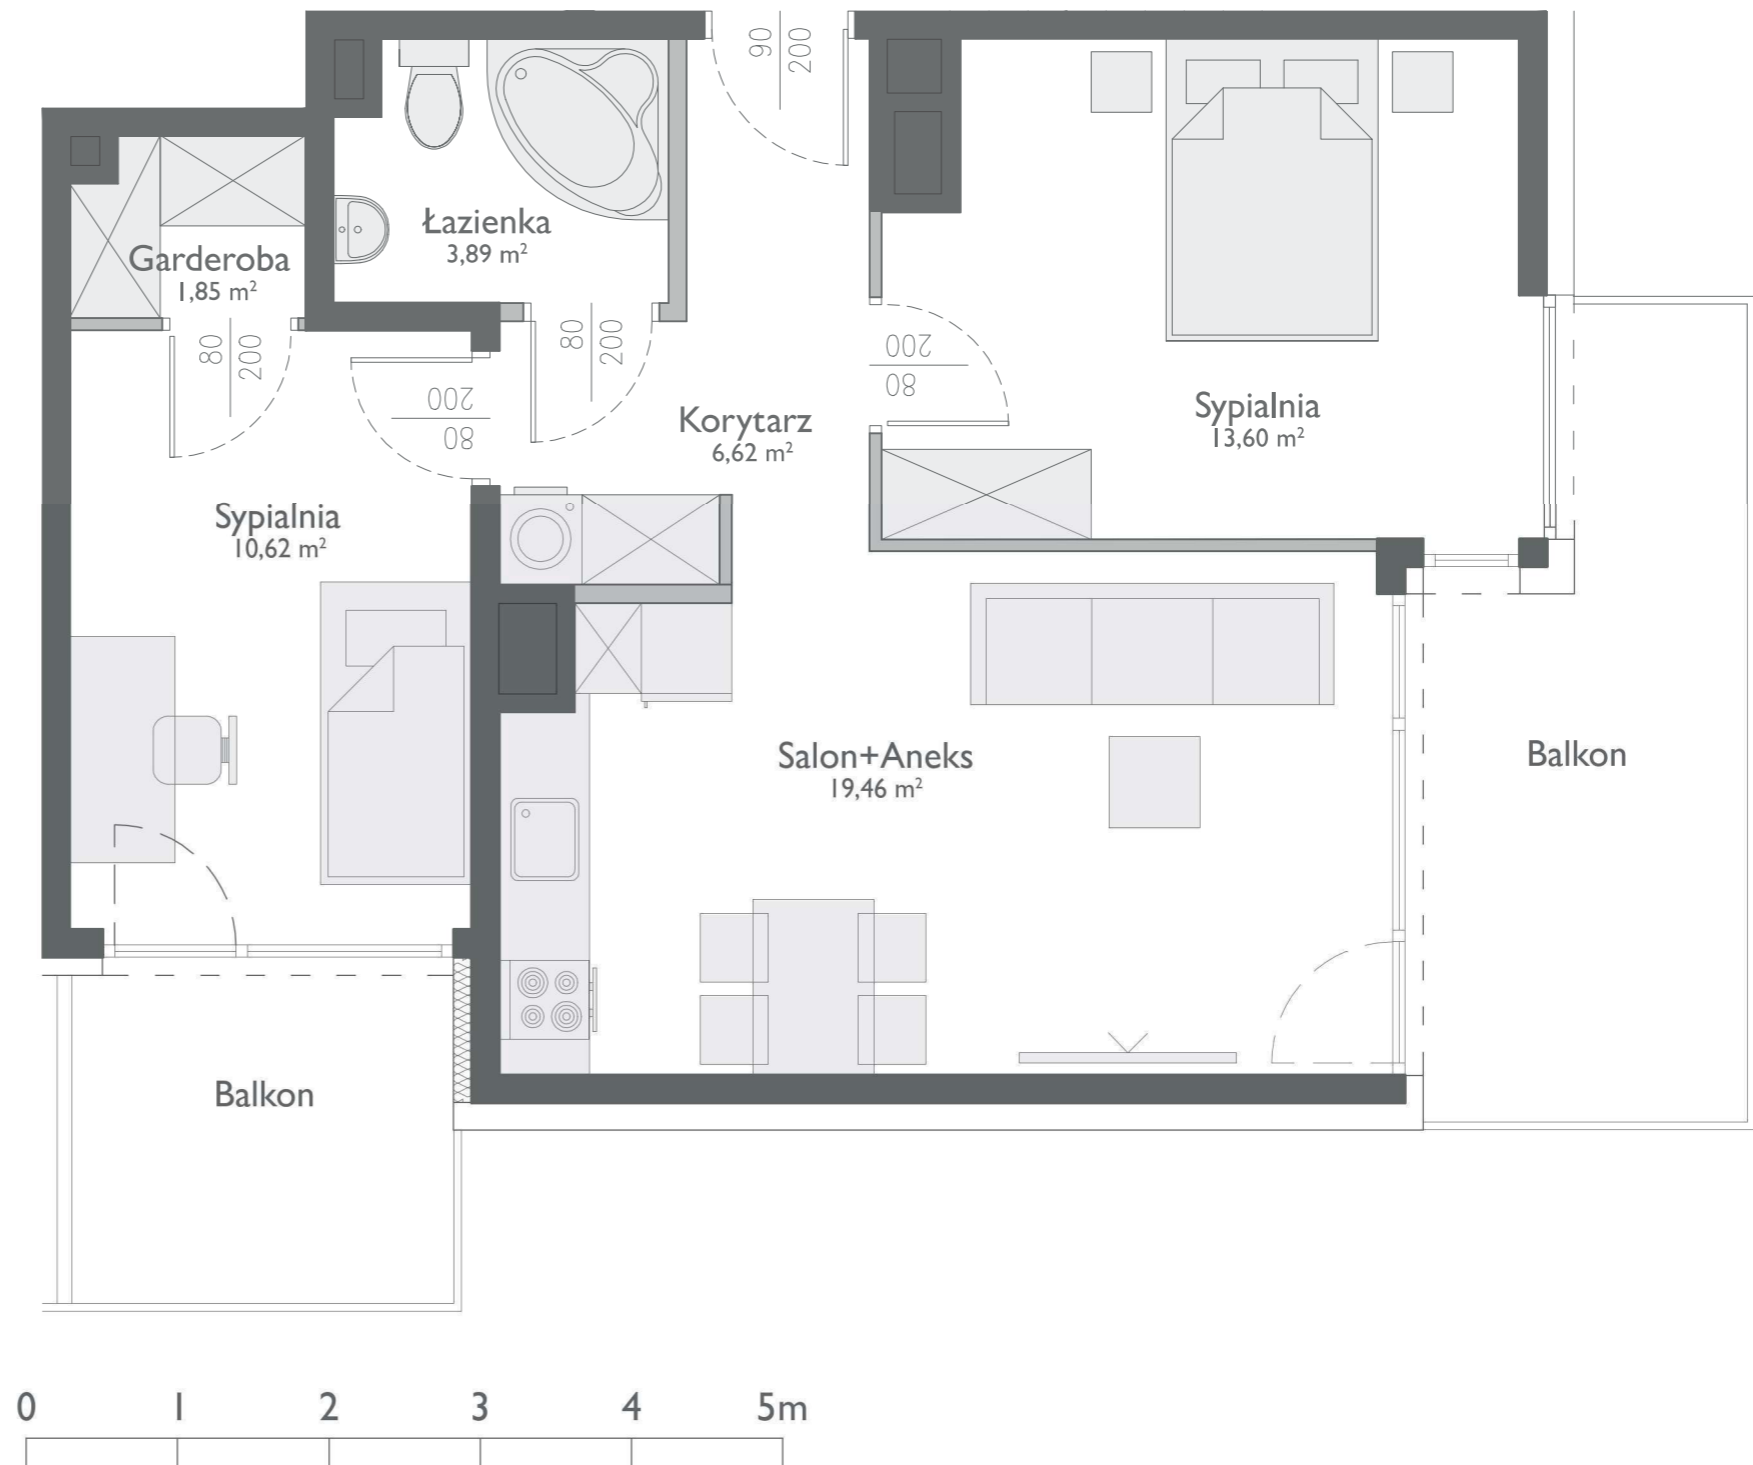 90
200
Łazienka
3,89 m²
Garderoba
1,85 m²
80
200
80
200
200
80
200
80
Korytarz
6,62 m²
Sypialnia
13,60 m²
Sypialnia
10,62 m²
Salon+Aneks
19,46 m²
Balkon
Balkon
0 1 2 3 4 5m